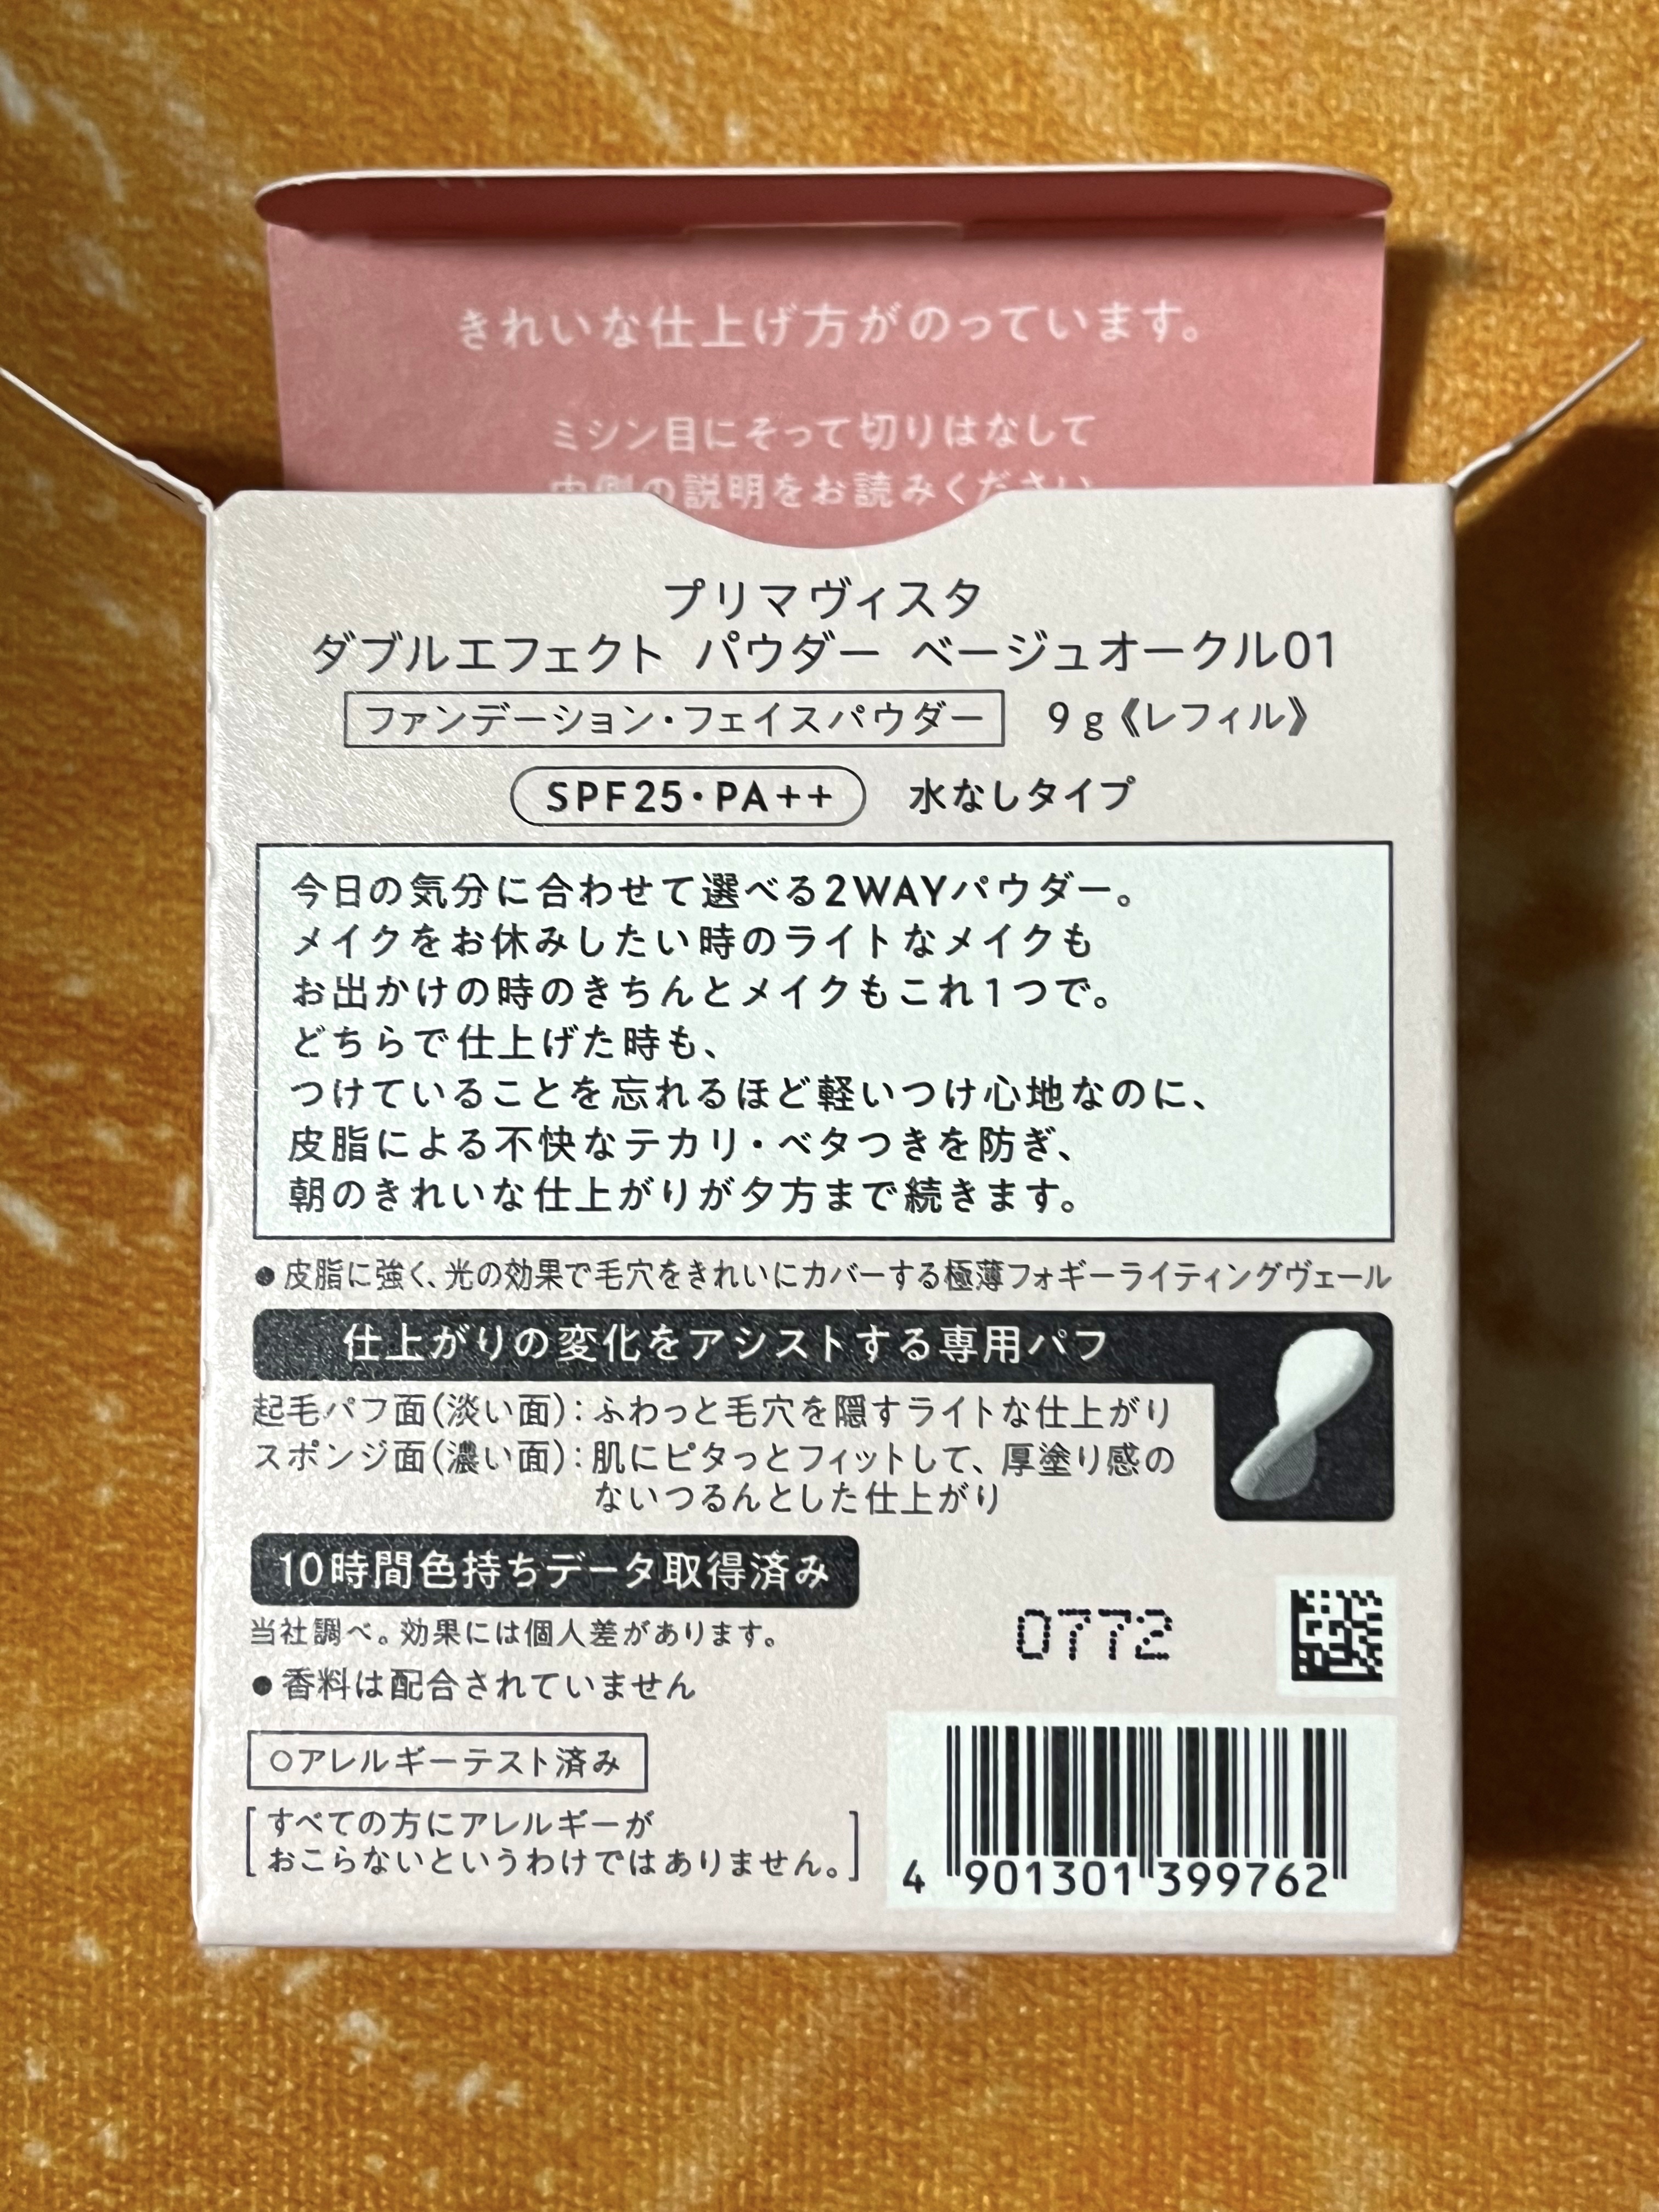 きれいな仕上げ方がのっています。
ミシン目にそって切りはなして
内側の説明をお読みください
プリマヴィスタ
ダブルエフェクト パウダー ベージュオークル01
ファンデーション・フェイスパウダー 9g《レフィル》
SPF25・PA++ 水なしタイプ
今日の気分に合わせて選べる2WAYパウダー。
メイクをお休みしたい時のライトなメイクも
お出かけの時のきちんとメイクもこれ1つで。
どちらで仕上げた時も、
つけていることを忘れるほど軽いつけ心地なのに、
皮脂による不快なテカリ・ベタつきを防ぎ、
朝のきれいな仕上がりが夕方まで続きます。
●皮脂に強く、光の効果で毛穴をきれいにカバーする極薄フォギーライティングヴェール
仕上がりの変化をアシストする専用パフ
起毛パフ面(淡い面):ふわっと毛穴を隠すライトな仕上がり
スポンジ面(濃い面):肌にピタっとフィットして、厚塗り感の
ないつるんとした仕上がり
10時間色持ちデータ取得済み
当社調べ。効果には個人差があります。
0772
●香料は配合されていません
○アレルギーテスト済み
[すべての方にアレルギーが
おこらないというわけではありません。]
4 901301 399762